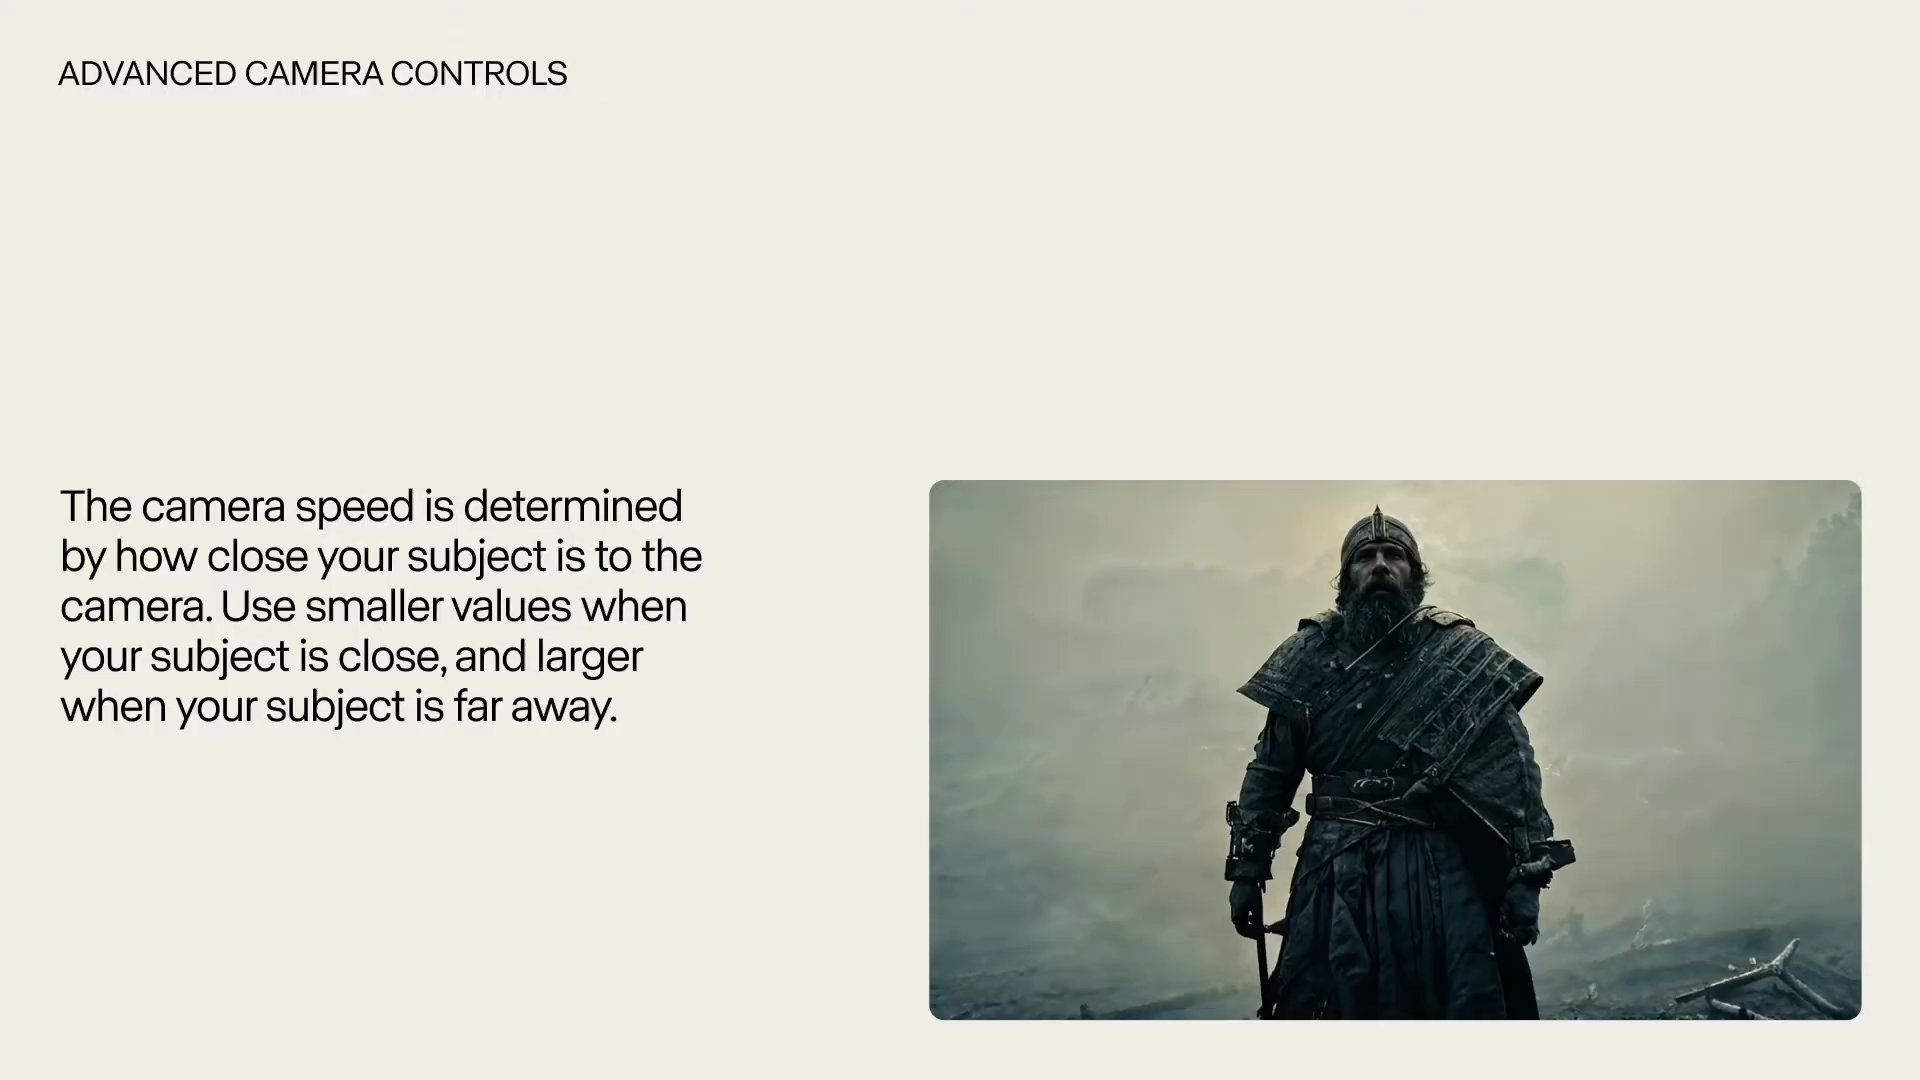 ADVANCED CAMERA CONTROLS
The camera speed is determined
by how close your subject is to the
camera. Use smaller values when
your subject is close, and larger
when your subject is far away.